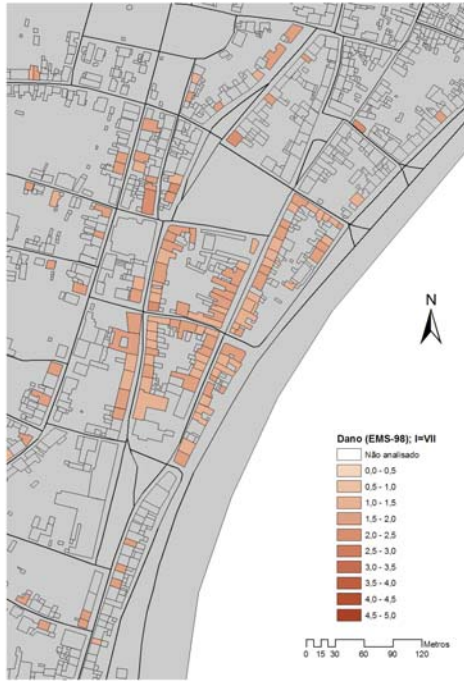 N
Dano (EMS-98); I=VII
Não analisado
0,0 - 0,5
0,5 - 1,0
1,0 - 1,5
1,5 - 2,0
2,0 - 2,5
2,5 - 3,0
3,0 - 3,5
3,5 - 4,0
4,0 - 4,5
4,5 - 5,0
Metros
0 15 30 60 90 120